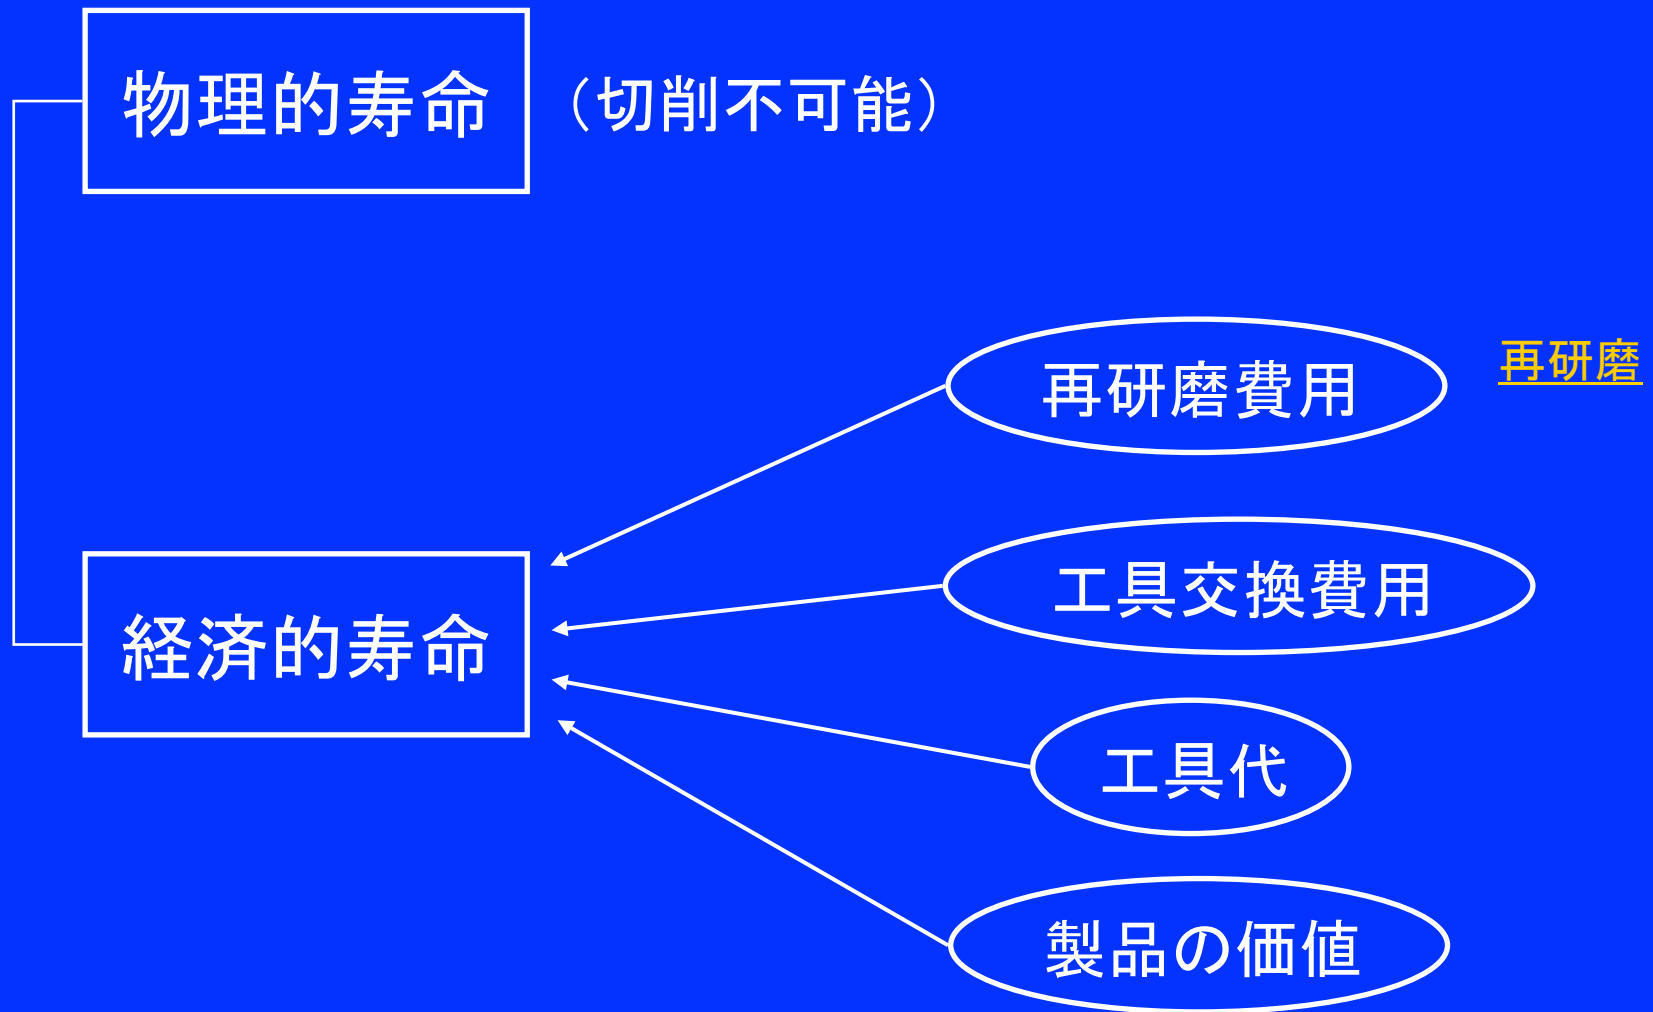 物理的寿命
（切削不可能）
再研磨費用
再研磨
工具交換費用
経済的寿命
工具代
製品の価値